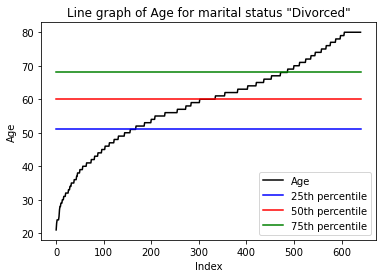 Line graph of Age for marital status "Divorced"
80
70
60
50
40
30
20
Age
Age
25th percentile
50th percentile
75th percentile
0 100 200 300 400 500 600
Index